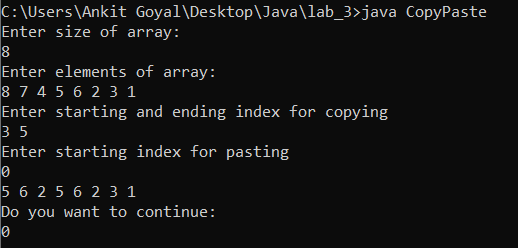 C:\Users\Ankit Goyal\Desktop\Java\lab_3>java CopyPaste
Enter size of array:
8
Enter elements of array:
8 7 4 5 6 2 3 1
Enter starting and ending index for copying
3 5
Enter starting index for pasting
0
5 6 2 5 6 2 3 1
Do you want to continue:
0